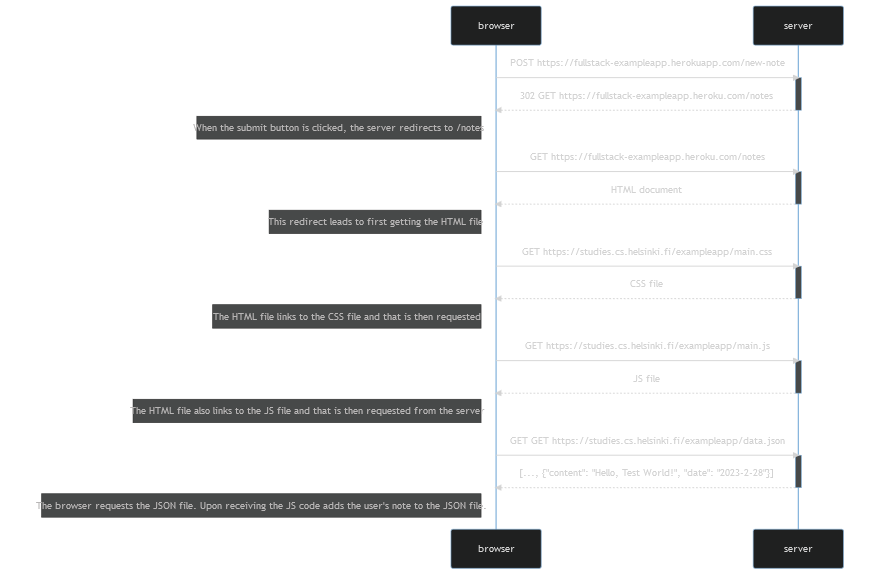 browser server
POST https://fullstack-exampleapp.herokuapp.com/new-note
302 GET https://fullstack-exampleapp.heroku.com/notes
When the submit button is clicked, the server redirects to /notes
GET https://fullstack-exampleapp.heroku.com/notes
HTML document
This redirect leads to first getting the HTML file
GET https://studies.cs.helsinki.fi/exampleapp/main.css
CSS file
The HTML file links to the CSS file and that is then requested
GET https://studies.cs.helsinki.fi/exampleapp/main.js
JS file
The HTML file also links to the JS file and that is then requested from the server
GET GET https://studies.cs.helsinki.fi/exampleapp/data.json
[..., {"content": "Hello, Test World!", "date": "2023-2-28"}]
The browser requests the JSON file. Upon receiving the JS code adds the user's note to the JSON file.
browser server